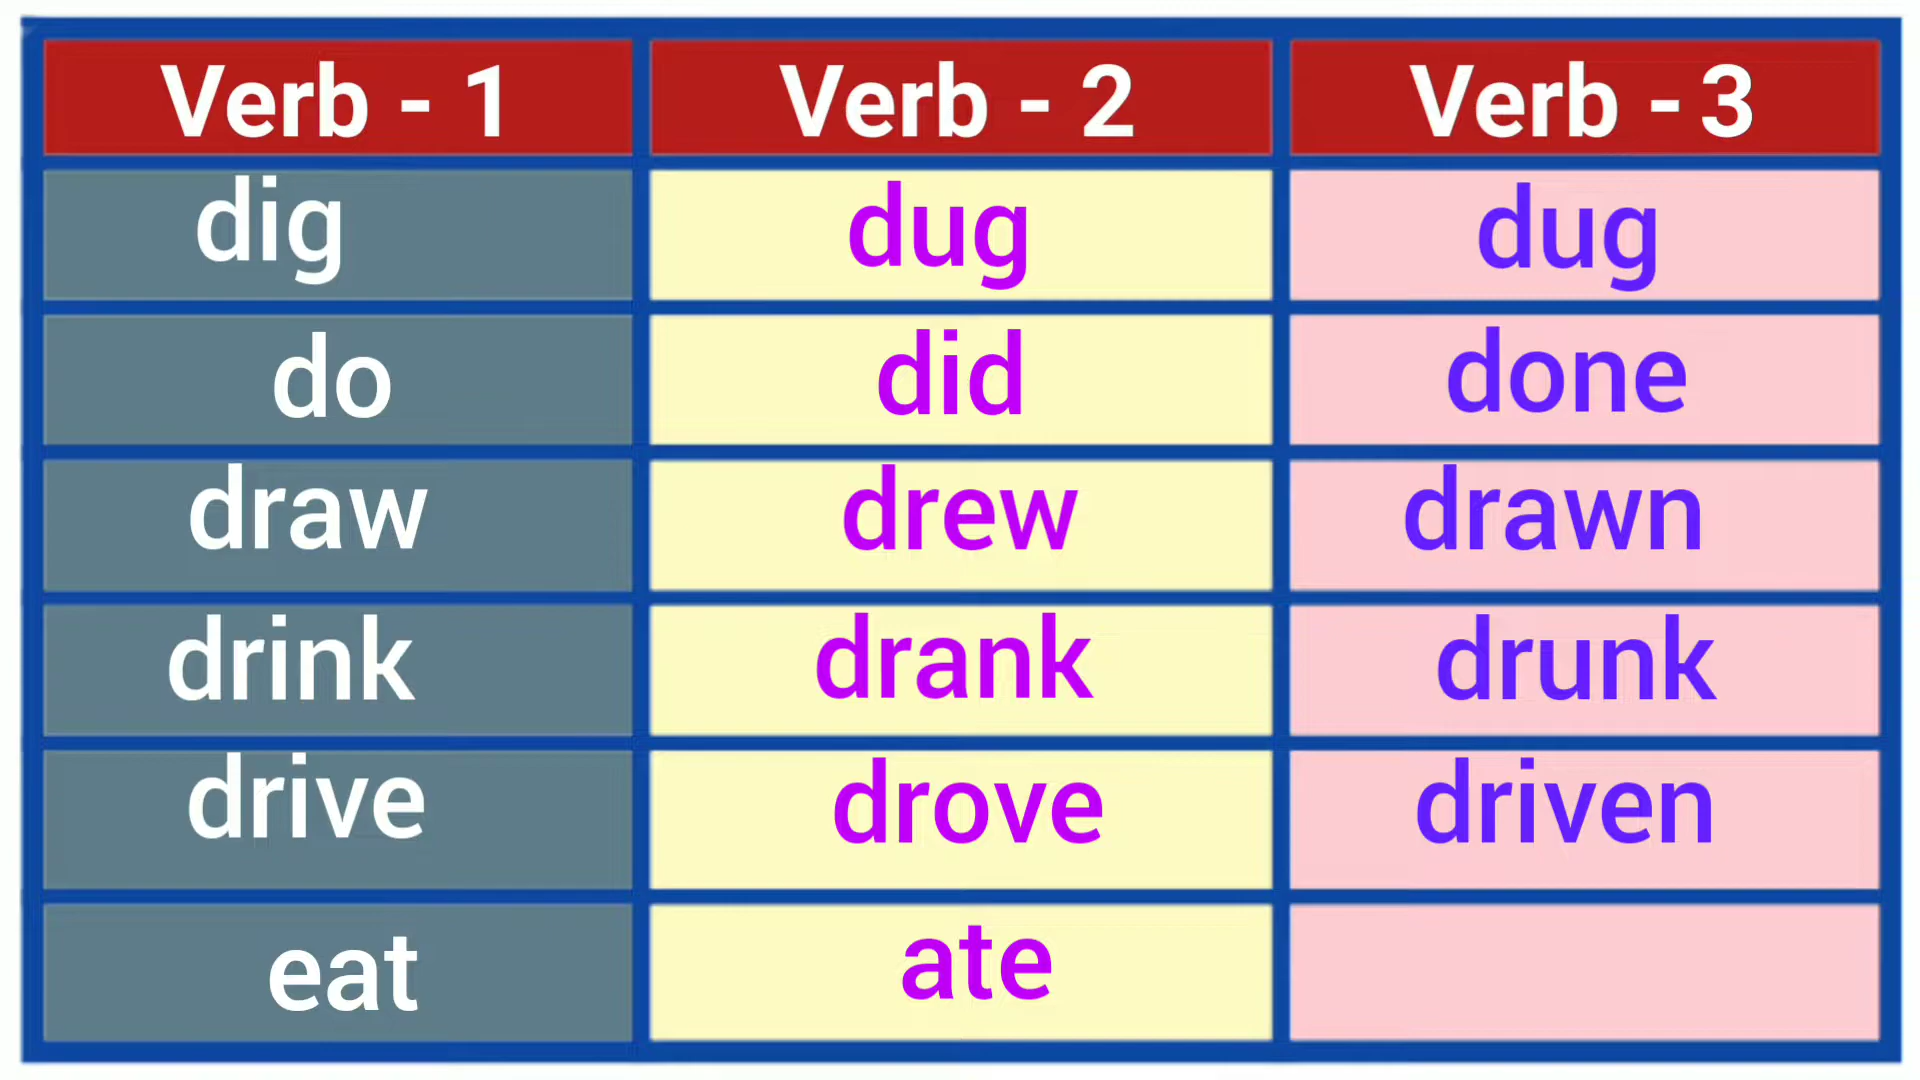 Verb - 1 Verb - 2 Verb - 3
dig dug dug
do did done
draw drew drawn
drink drank drunk
drive drove driven
eat ate